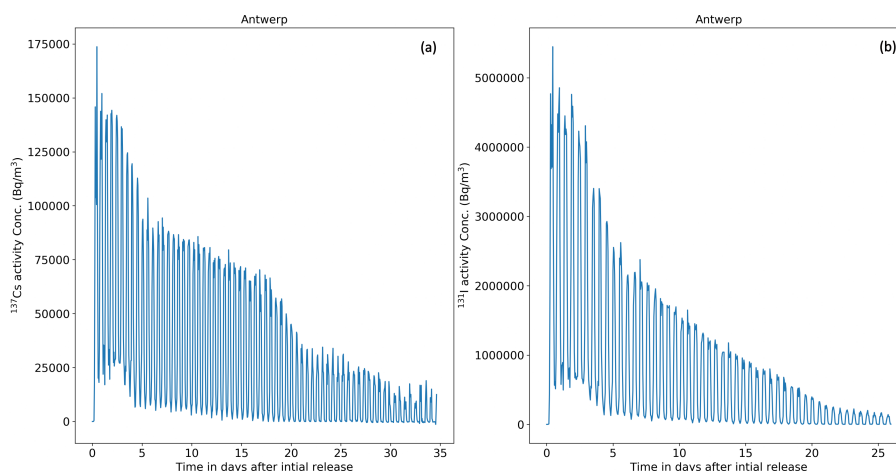 Antwerp
(a)
175000
150000
125000
100000
75000
50000
25000
0
¹³⁷Cs activity Conc. (Bq/m³)
0 5 10 15 20 25 30 35
Time in days after intial release
Antwerp
(b)
5000000
4000000
3000000
2000000
1000000
0
¹³¹I activity Conc. (Bq/m³)
0 5 10 15 20 25
Time in days after intial release